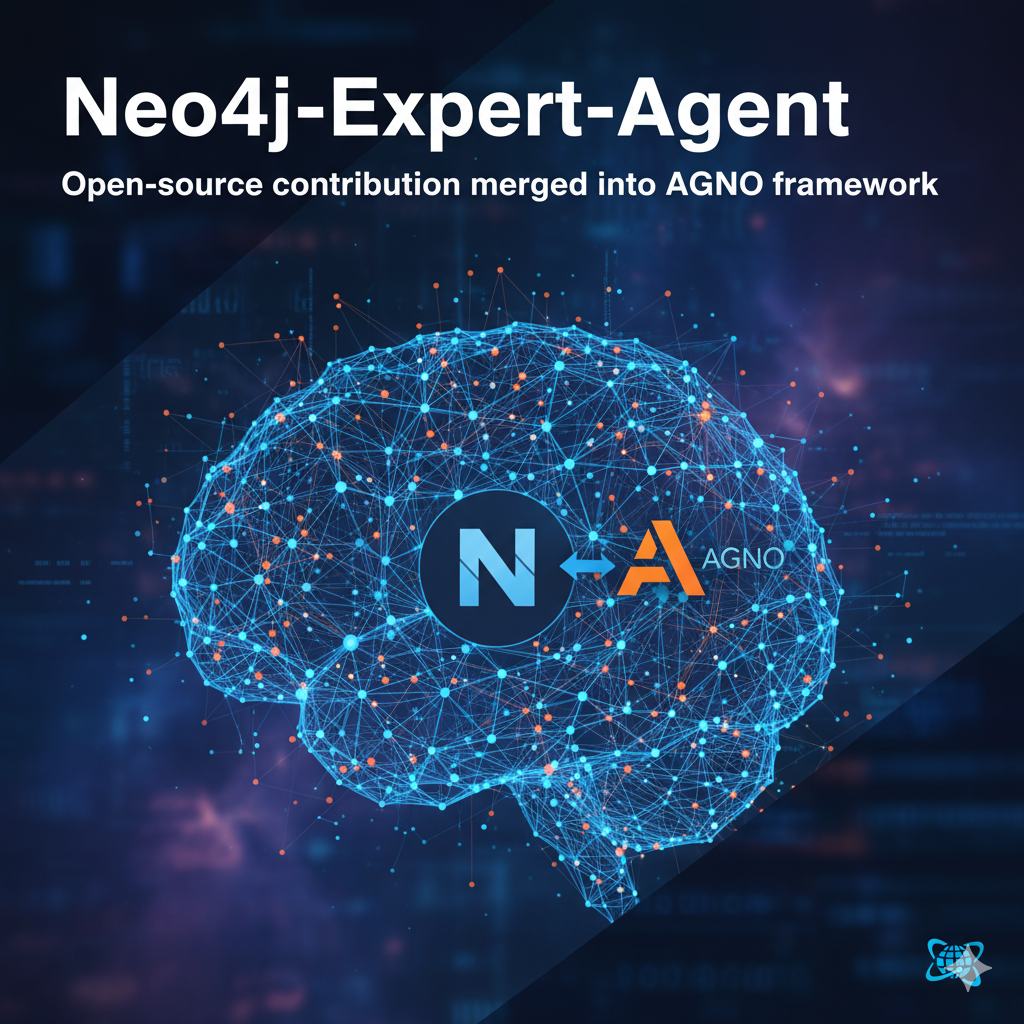 Neo4j-Expert-Agent
Open-source contribution merged into AGNO framework
N
AGNO